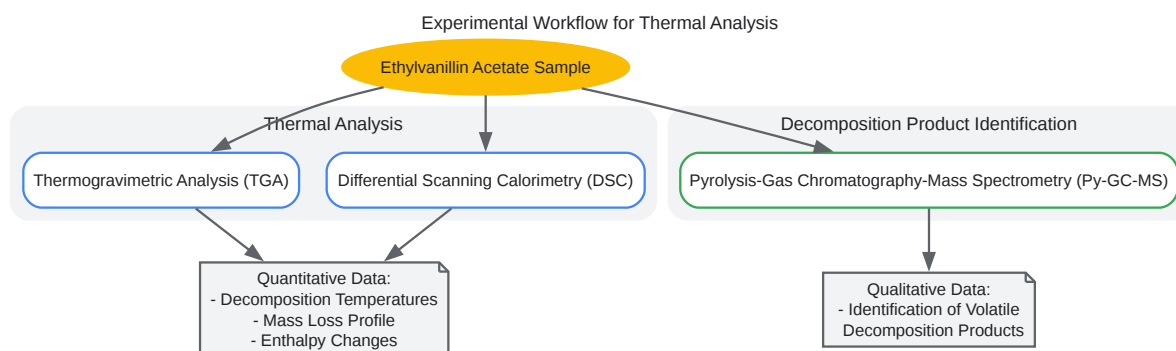 Experimental Workflow for Thermal Analysis
Ethylvanillin Acetate Sample
Thermal Analysis
Decomposition Product Identification
Thermogravimetric Analysis (TGA)
Differential Scanning Calorimetry (DSC)
Pyrolysis-Gas Chromatography-Mass Spectrometry (Py-GC-MS)
Quantitative Data:
- Decomposition Temperatures
- Mass Loss Profile
- Enthalpy Changes
Qualitative Data:
- Identification of Volatile
Decomposition Products